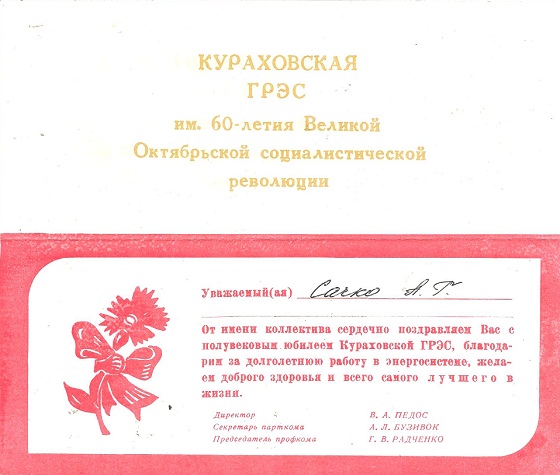 КУРАХОВСКАЯ
ГРЭС
им. 60-летия Великой
Октябрьской социалистической
революции
Уважаемый(ая) Сачко А. Г.
От имени коллектива сердечно поздравляем Вас с
полувековым юбилеем Кураховской ГРЭС, благода-
рим за долголетнюю работу в энергосистеме, жела-
ем доброго здоровья и всего самого лучшего в
жизни.
Директор В. А. ПЕДОС
Секретарь парткома А. Л. БУЗИВОК
Председатель профкома Г. В. РАДЧЕНКО